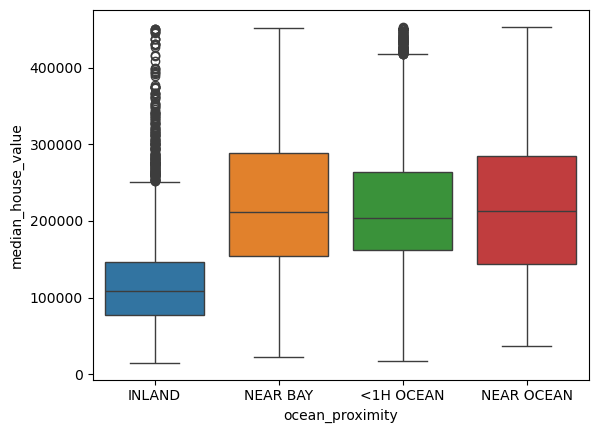 median_house_value
400000
300000
200000
100000
0
INLAND NEAR BAY <1H OCEAN NEAR OCEAN
ocean_proximity